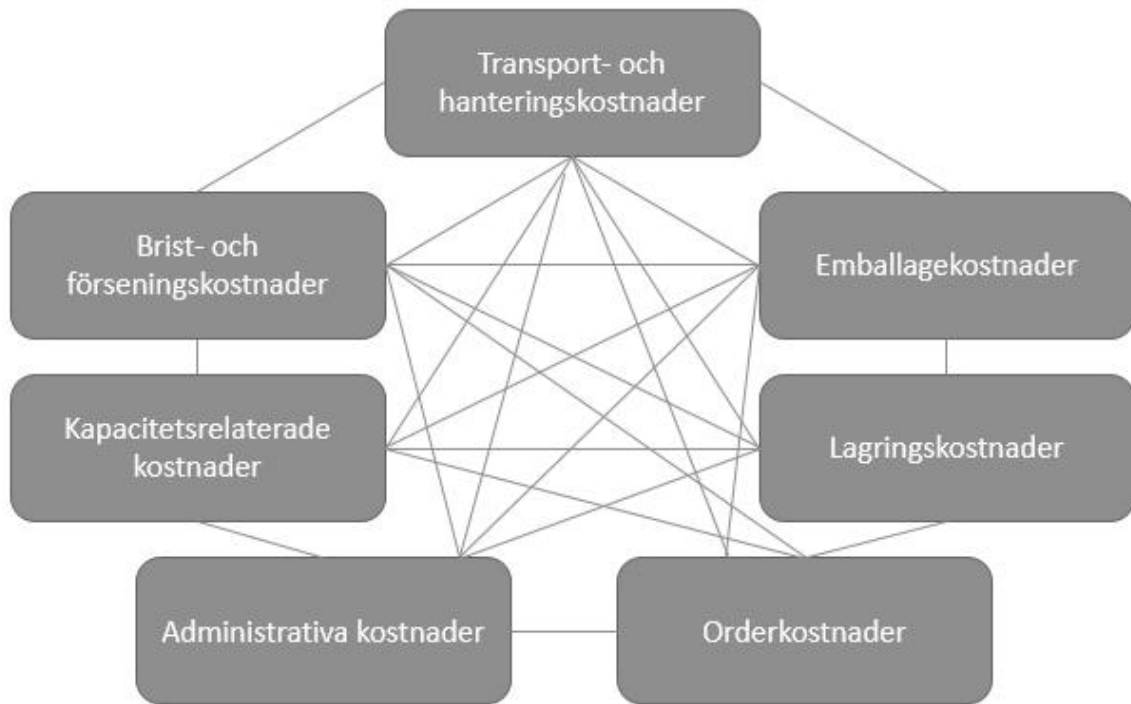 Transport- och
hanteringskostnader
Brist- och
förseningskostnader
Emballagekostnader
Kapacitetsrelaterade
kostnader
Lagringskostnader
Administrativa kostnader
Orderkostnader